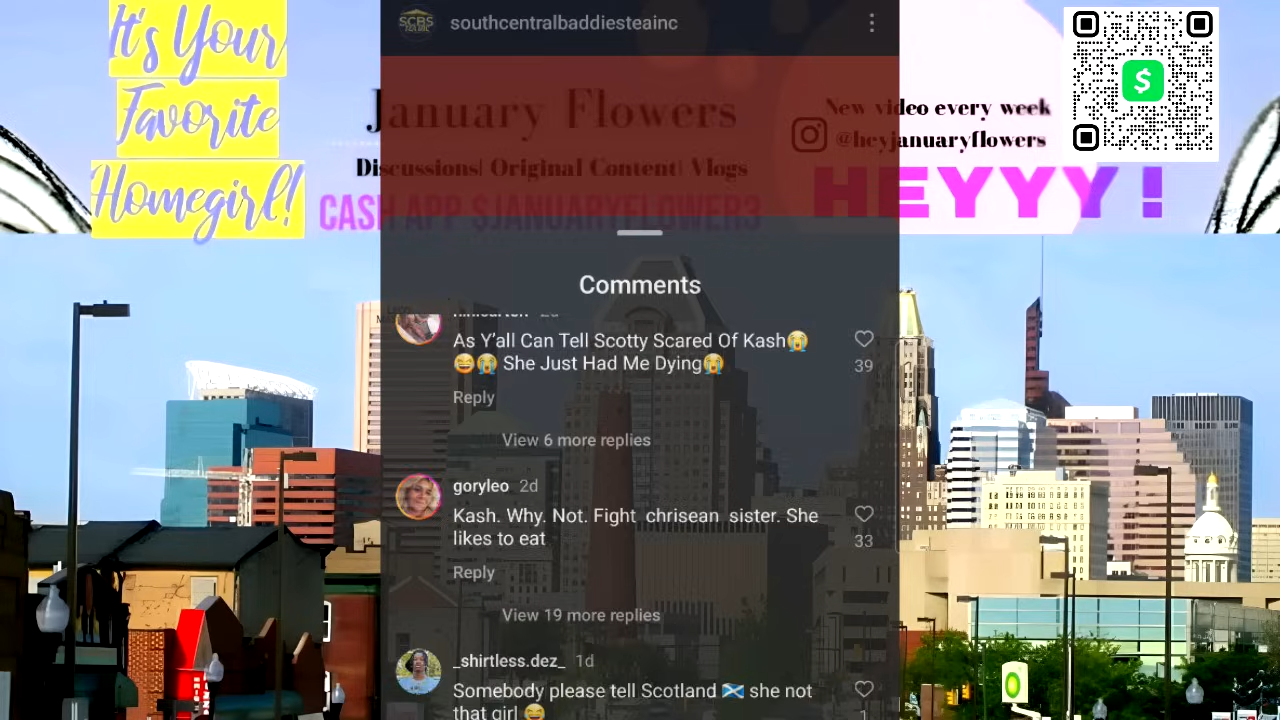 southcentralbaddiesteainc
It's Your
Favorite
Homegirl!
January Flowers
Discussions| Original Content| Vlogs
CASH APP $JANUARYFLOWER3
New video every week
@heyjanuaryflowers
HEYYY!
Comments
2d
As Y'all Can Tell Scotty Scared Of Kash😭
😄😭 She Just Had Me Dying😭
39
Reply
View 6 more replies
goryleo 2d
Kash. Why. Not. Fight chrisean sister. She
likes to eat
33
Reply
View 19 more replies
_shirtless.dez_ 1d
Somebody please tell Scotland 🏴󠁧󠁢󠁳󠁣󠁴󠁿 she not
that girl 😄
1